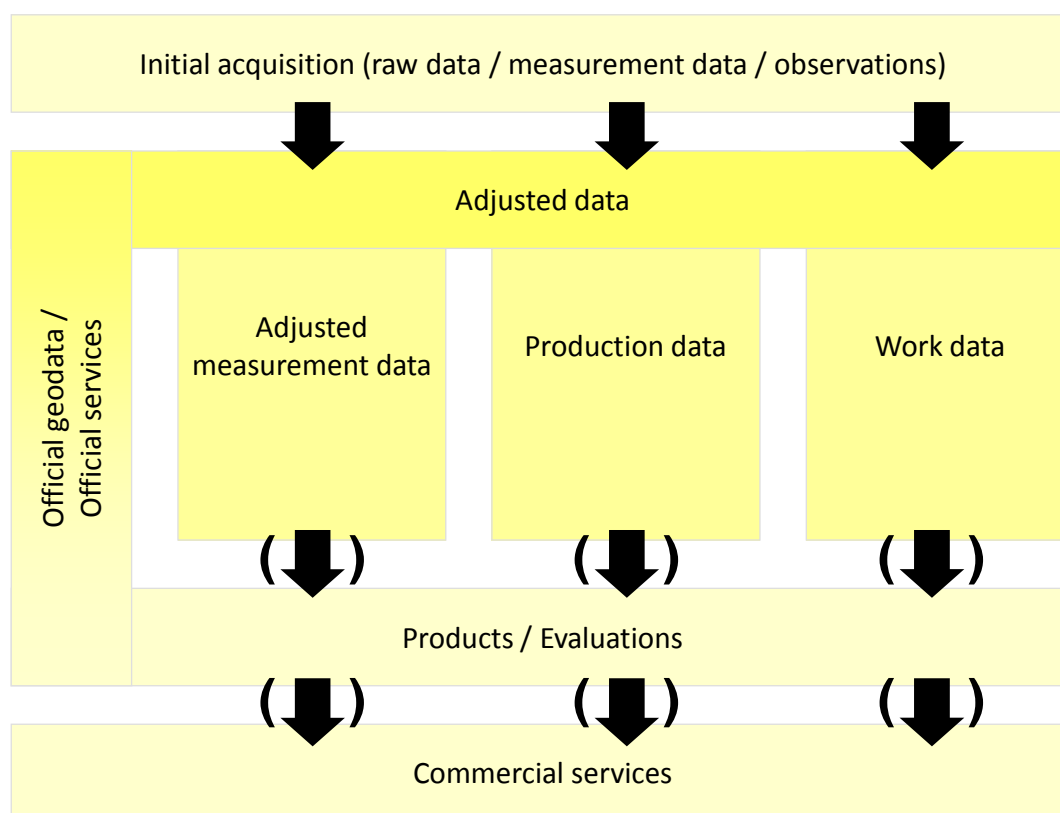 Initial acquisition (raw data / measurement data / observations)
Adjusted data
Official geodata /
Official services
Adjusted
measurement data
Production data
Work data
( ) ( ) ( )
Products / Evaluations
( ) ( ) ( )
Commercial services